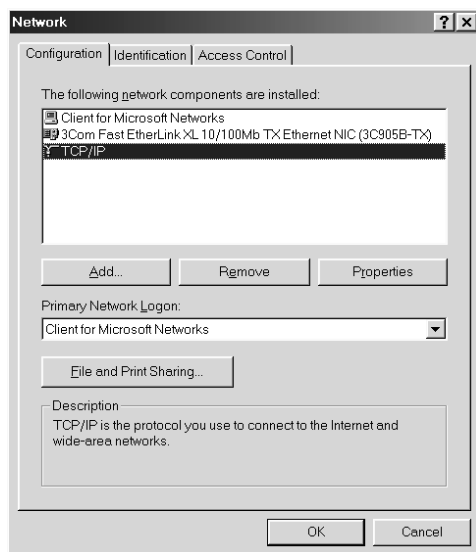 Network
? ×
Configuration Identification Access Control
The following network components are installed:
Client for Microsoft Networks
3Com Fast EtherLink XL 10/100Mb TX Ethernet NIC (3C905B-TX)
TCP/IP
Add... Remove Properties
Primary Network Logon:
Client for Microsoft Networks
File and Print Sharing...
Description
TCP/IP is the protocol you use to connect to the Internet and
wide-area networks.
OK Cancel